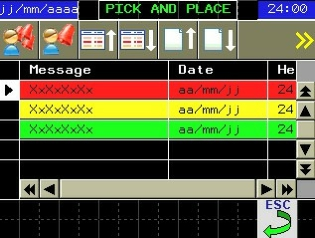 jj/mm/aaaa PICK AND PLACE 24:00
Message Date He
XxXxXxXx aa/mm/jj 24
XxXxXxXx aa/mm/jj 24
XxXxXxXx aa/mm/jj 24
ESC